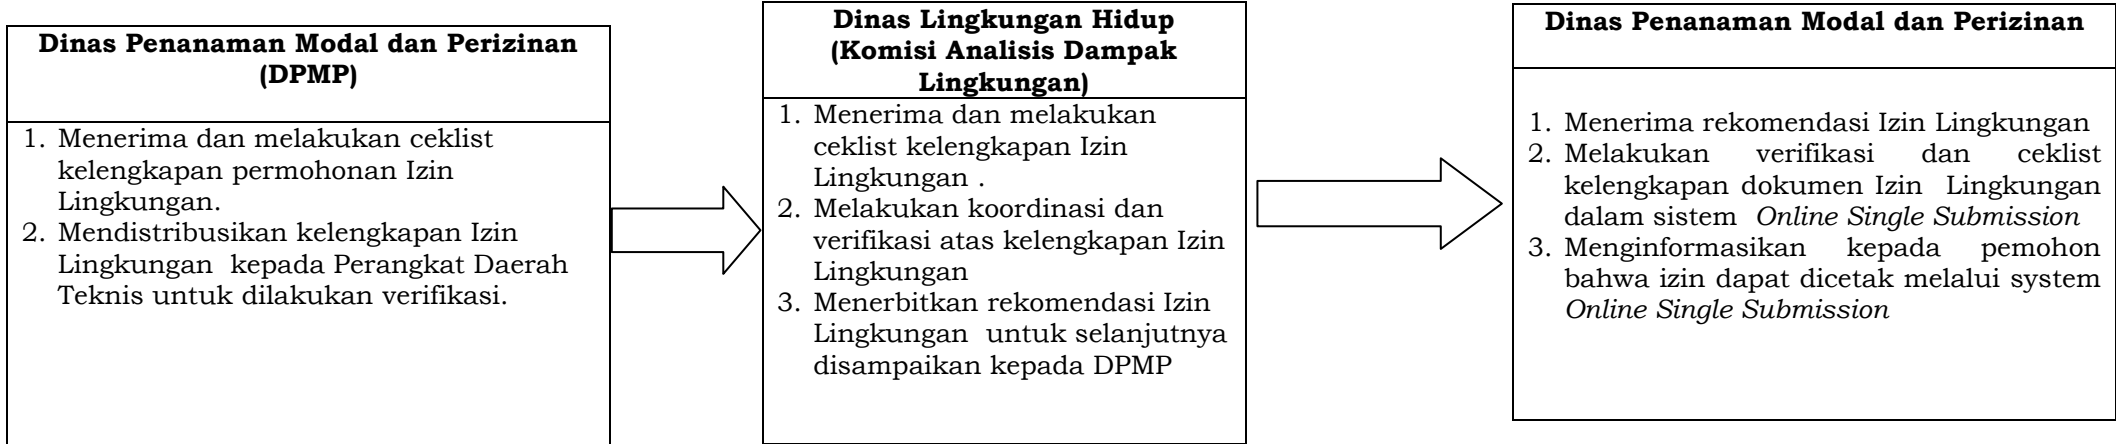 Dinas Penanaman Modal dan Perizinan
(DPMP)
1. Menerima dan melakukan ceklist
kelengkapan permohonan Izin
Lingkungan.
2. Mendistribusikan kelengkapan Izin
Lingkungan kepada Perangkat Daerah
Teknis untuk dilakukan verifikasi.
Dinas Lingkungan Hidup
(Komisi Analisis Dampak
Lingkungan)
1. Menerima dan melakukan
ceklist kelengkapan Izin
Lingkungan .
2. Melakukan koordinasi dan
verifikasi atas kelengkapan Izin
Lingkungan
3. Menerbitkan rekomendasi Izin
Lingkungan untuk selanjutnya
disampaikan kepada DPMP
Dinas Penanaman Modal dan Perizinan
1. Menerima rekomendasi Izin Lingkungan
2. Melakukan verifikasi dan ceklist
kelengkapan dokumen Izin Lingkungan
dalam sistem Online Single Submission
3. Menginformasikan kepada pemohon
bahwa izin dapat dicetak melalui system
Online Single Submission